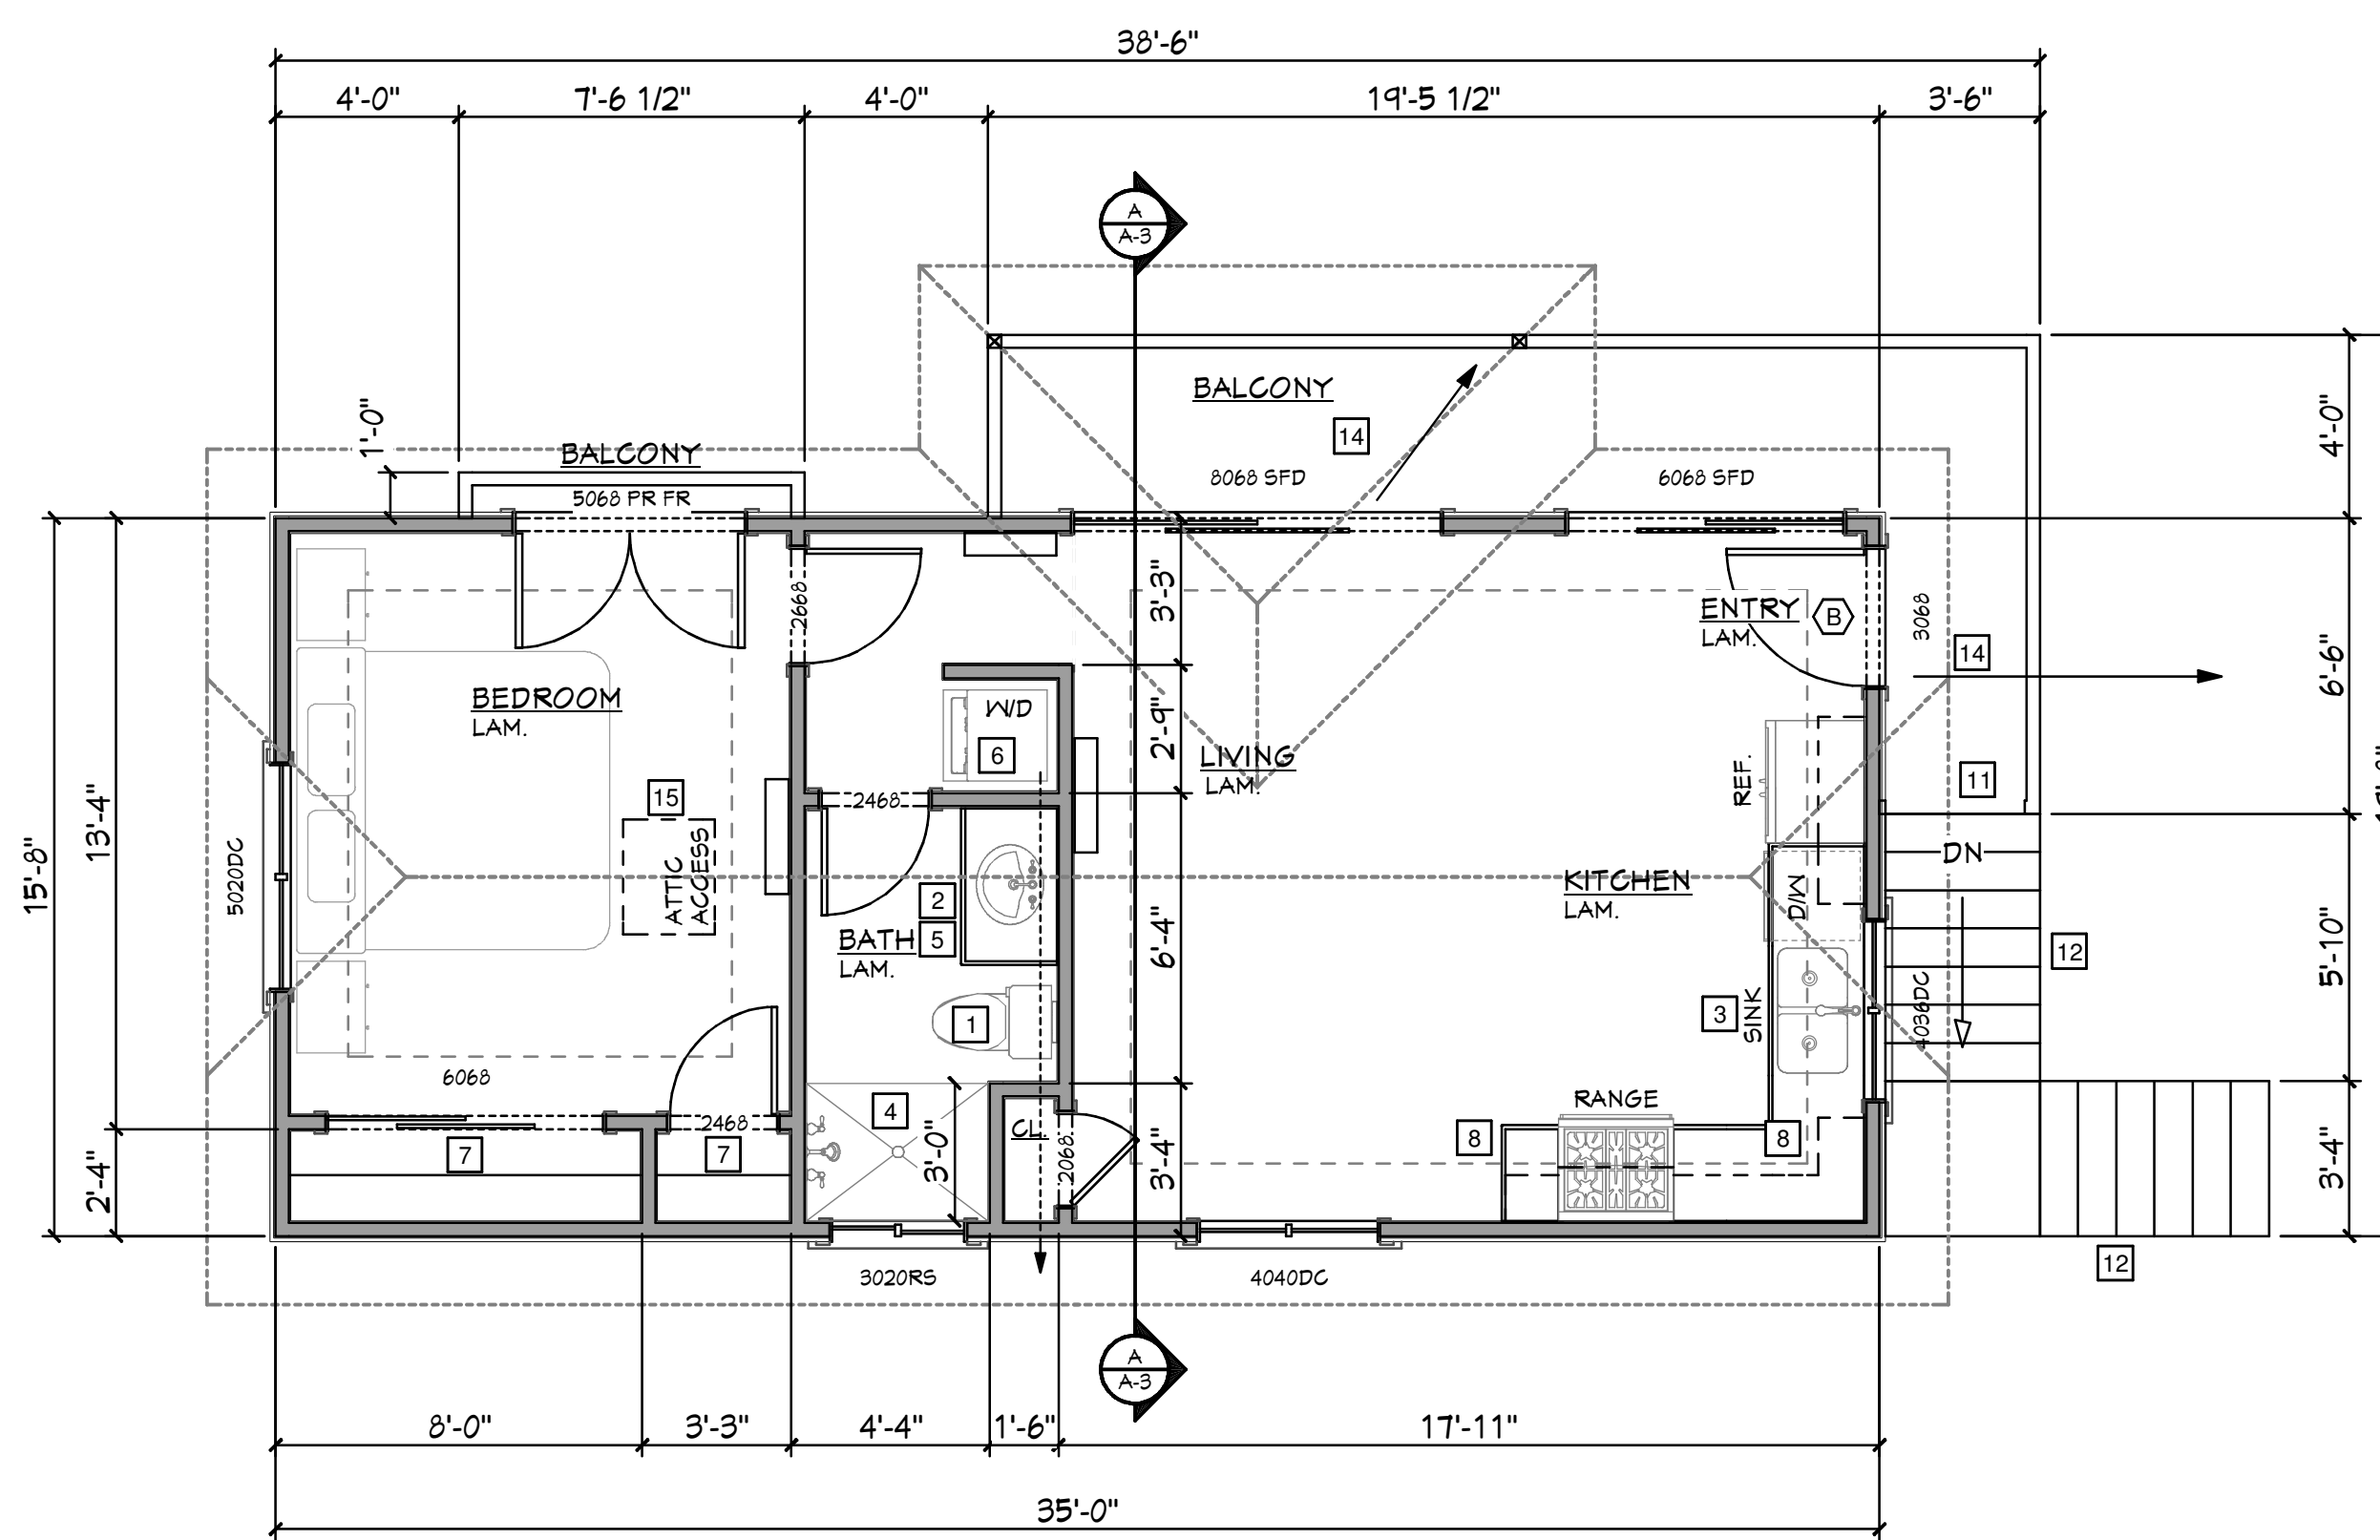 38'-6"
4'-0"
7'-6 1/2"
4'-0"
19'-5 1/2"
3'-6"
A
A-3
BALCONY
14
4'-0"
1'-0"
BALCONY
5068 PR FR
8068 SFD
6068 SFD
2668
3'-3"
ENTRY
LAM.
B
3068
14
6'-6"
BEDROOM
LAM.
W/D
6
2'-9"
LIVING
LAM.
REF.
11
15'-8"
13'-4"
5020DC
15
ATTIC
ACCESS
2468
DN
KITCHEN
LAM.
D/W
2
5
BATH
LAM.
6'-4"
12
5'-10"
1
3
SINK
4036DC
6068
4
RANGE
2468
CL.
8
8
7
7
3'-0"
2068
3'-4"
3'-4"
2'-4"
3020RS
4040DC
12
A
A-3
8'-0"
3'-3"
4'-4"
1'-6"
17'-11"
35'-0"